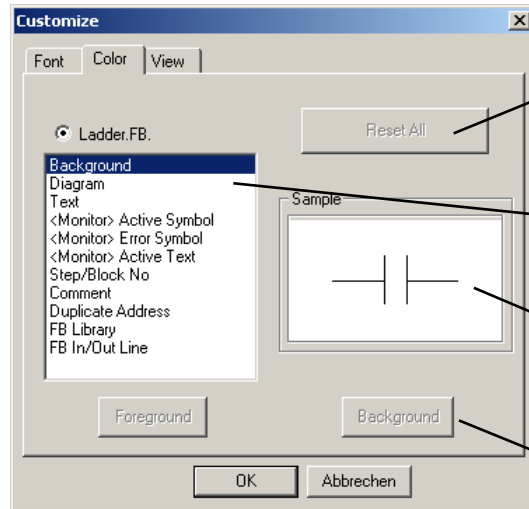 Customize
Font Color View
Ladder.FB.
Reset All
Background
Diagram
Text
<Monitor> Active Symbol
<Monitor> Error Symbol
<Monitor> Active Text
Step/Block No
Comment
Duplicate Address
FB Library
FB In/Out Line
Sample
Foreground
Background
OK
Abbrechen